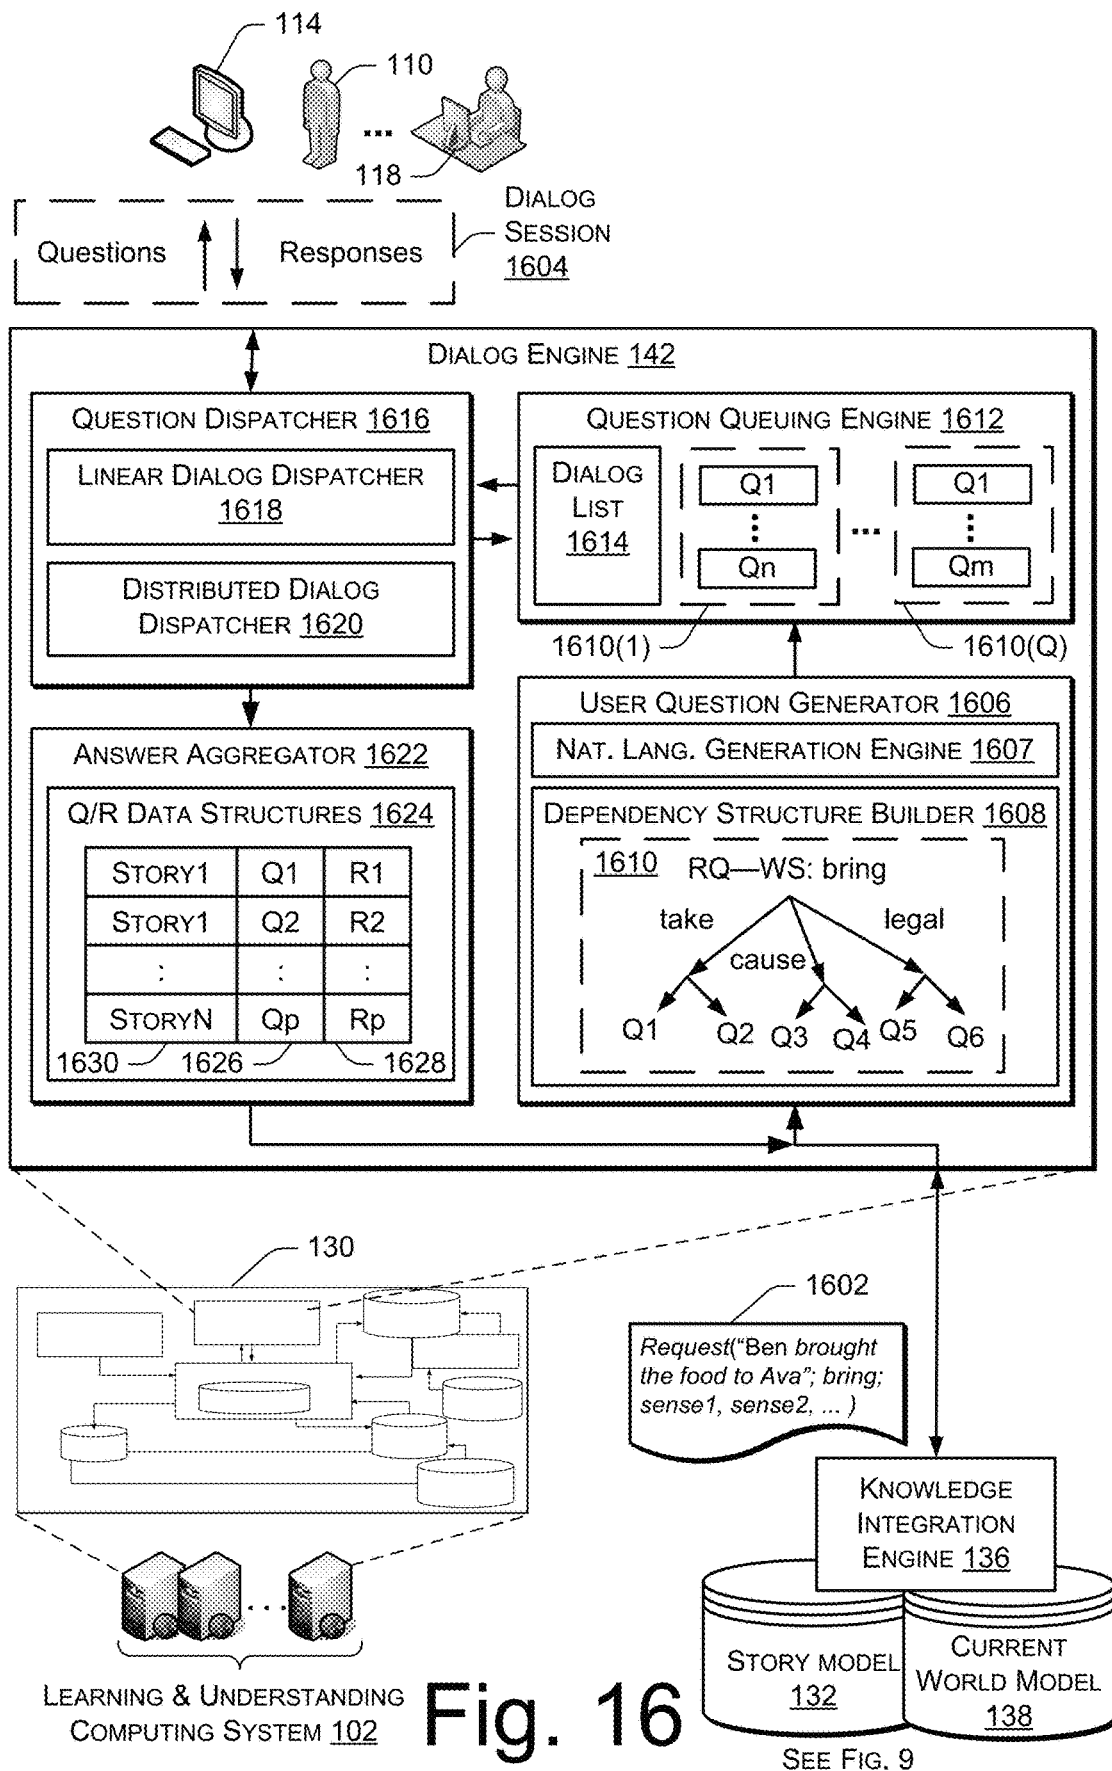 114
110
...
118
Questions
Responses
DIALOG
SESSION
1604
DIALOG ENGINE 142
QUESTION DISPATCHER 1616
LINEAR DIALOG DISPATCHER
1618
DISTRIBUTED DIALOG
DISPATCHER 1620
QUESTION QUEUING ENGINE 1612
DIALOG
LIST
1614
Q1
Qn
...
Q1
Qm
1610(1)
1610(Q)
ANSWER AGGREGATOR 1622
Q/R DATA STRUCTURES 1624
STORY1 Q1 R1
STORY1 Q2 R2
: : :
STORYN Qp Rp
1630 1626 1628
USER QUESTION GENERATOR 1606
NAT. LANG. GENERATION ENGINE 1607
DEPENDENCY STRUCTURE BUILDER 1608
1610 RQ—WS: bring
take
cause
legal
Q1 Q2 Q3 Q4 Q5 Q6
130
1602
Request("Ben brought
the food to Ava"; bring;
sense1, sense2, ... )
KNOWLEDGE
INTEGRATION
ENGINE 136
STORY MODEL
132
CURRENT
WORLD MODEL
138
SEE FIG. 9
...
LEARNING & UNDERSTANDING
COMPUTING SYSTEM 102
Fig. 16